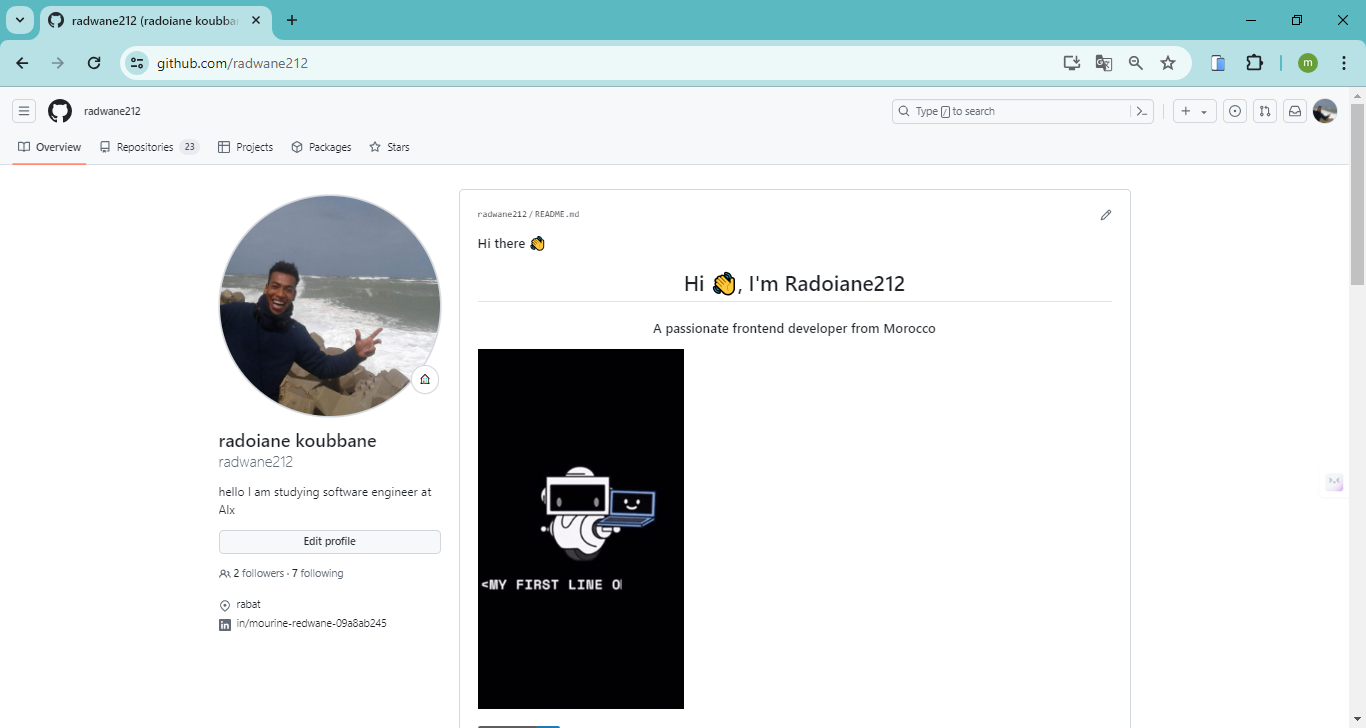 radwane212 (radoiane koubba
github.com/radwane212
m
radwane212
Type / to search
Overview
Repositories 23
Projects
Packages
Stars
radoiane koubbane
radwane212
hello I am studying software engineer at
Alx
Edit profile
2 followers · 7 following
rabat
in/mourine-redwane-09a8ab245
radwane212 / README.md
Hi there 👋
Hi 👋, I'm Radoiane212
A passionate frontend developer from Morocco
<MY FIRST LINE O